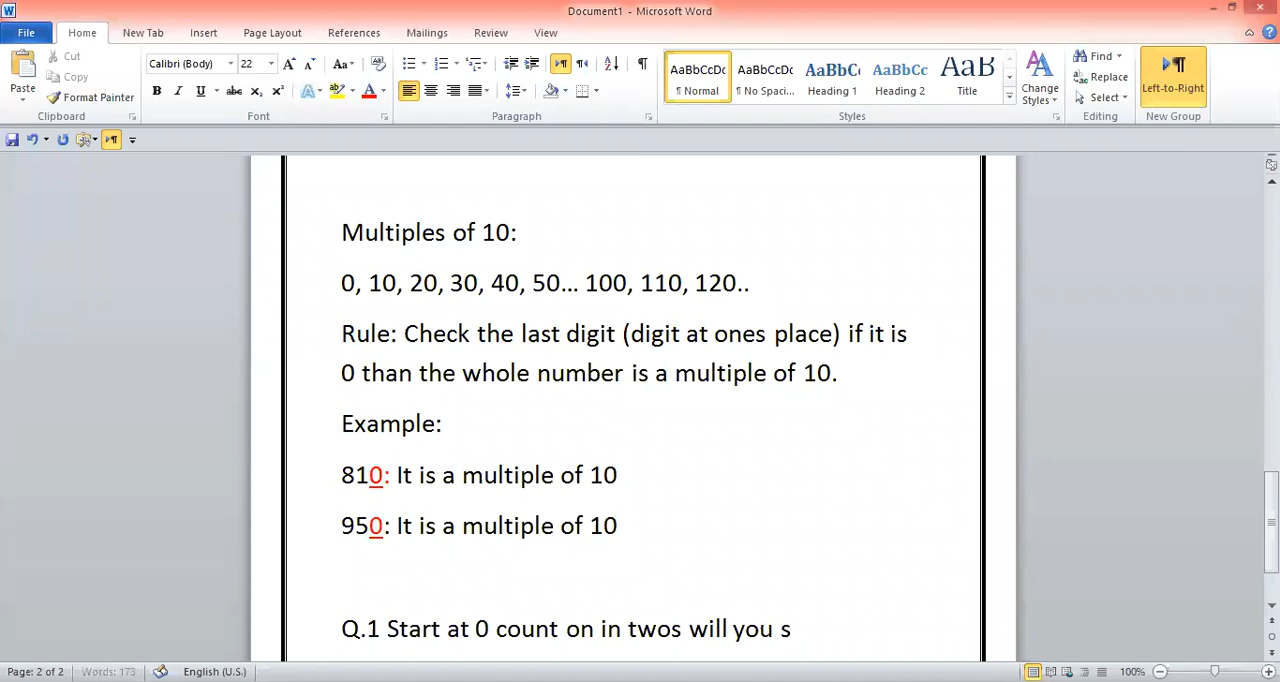 Document1 - Microsoft Word
File Home New Tab Insert Page Layout References Mailings Review View
Cut
Copy
Format Painter
Paste
Clipboard
Calibri (Body) 22
Font
Paragraph
AaBbCcDc AaBbCcDc AaBbC AaBbCc AaB
¶ Normal ¶ No Spaci... Heading 1 Heading 2 Title
Change
Styles
Styles
Find
Replace
Select
Editing
Left-to-Right
New Group
Multiples of 10:
0, 10, 20, 30, 40, 50... 100, 110, 120..
Rule: Check the last digit (digit at ones place) if it is
0 than the whole number is a multiple of 10.
Example:
810: It is a multiple of 10
950: It is a multiple of 10
Q.1 Start at 0 count on in twos will you s
Page: 2 of 2 Words: 173 English (U.S.) 100%